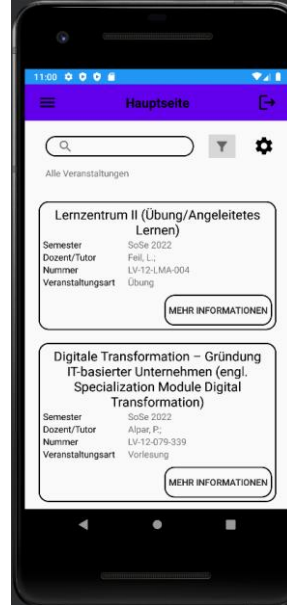 11:00
Hauptseite
Alle Veranstaltungen
Lernzentrum II (Übung/Angeleitetes
Lernen)
Semester SoSe 2022
Dozent/Tutor Feil, L.;
Nummer LV-12-LMA-004
Veranstaltungsart Übung
MEHR INFORMATIONEN
Digitale Transformation – Gründung
IT-basierter Unternehmen (engl.
Specialization Module Digital
Transformation)
Semester SoSe 2022
Dozent/Tutor Alpar, P.;
Nummer LV-12-079-339
Veranstaltungsart Vorlesung
MEHR INFORMATIONEN